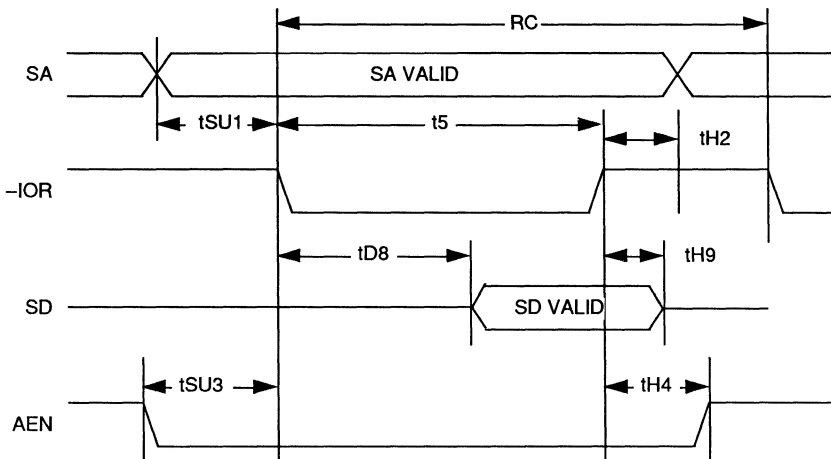 RC
SA
SA VALID
tSU1
t5
tH2
–IOR
tD8
tH9
SD
SD VALID
tSU3
tH4
AEN